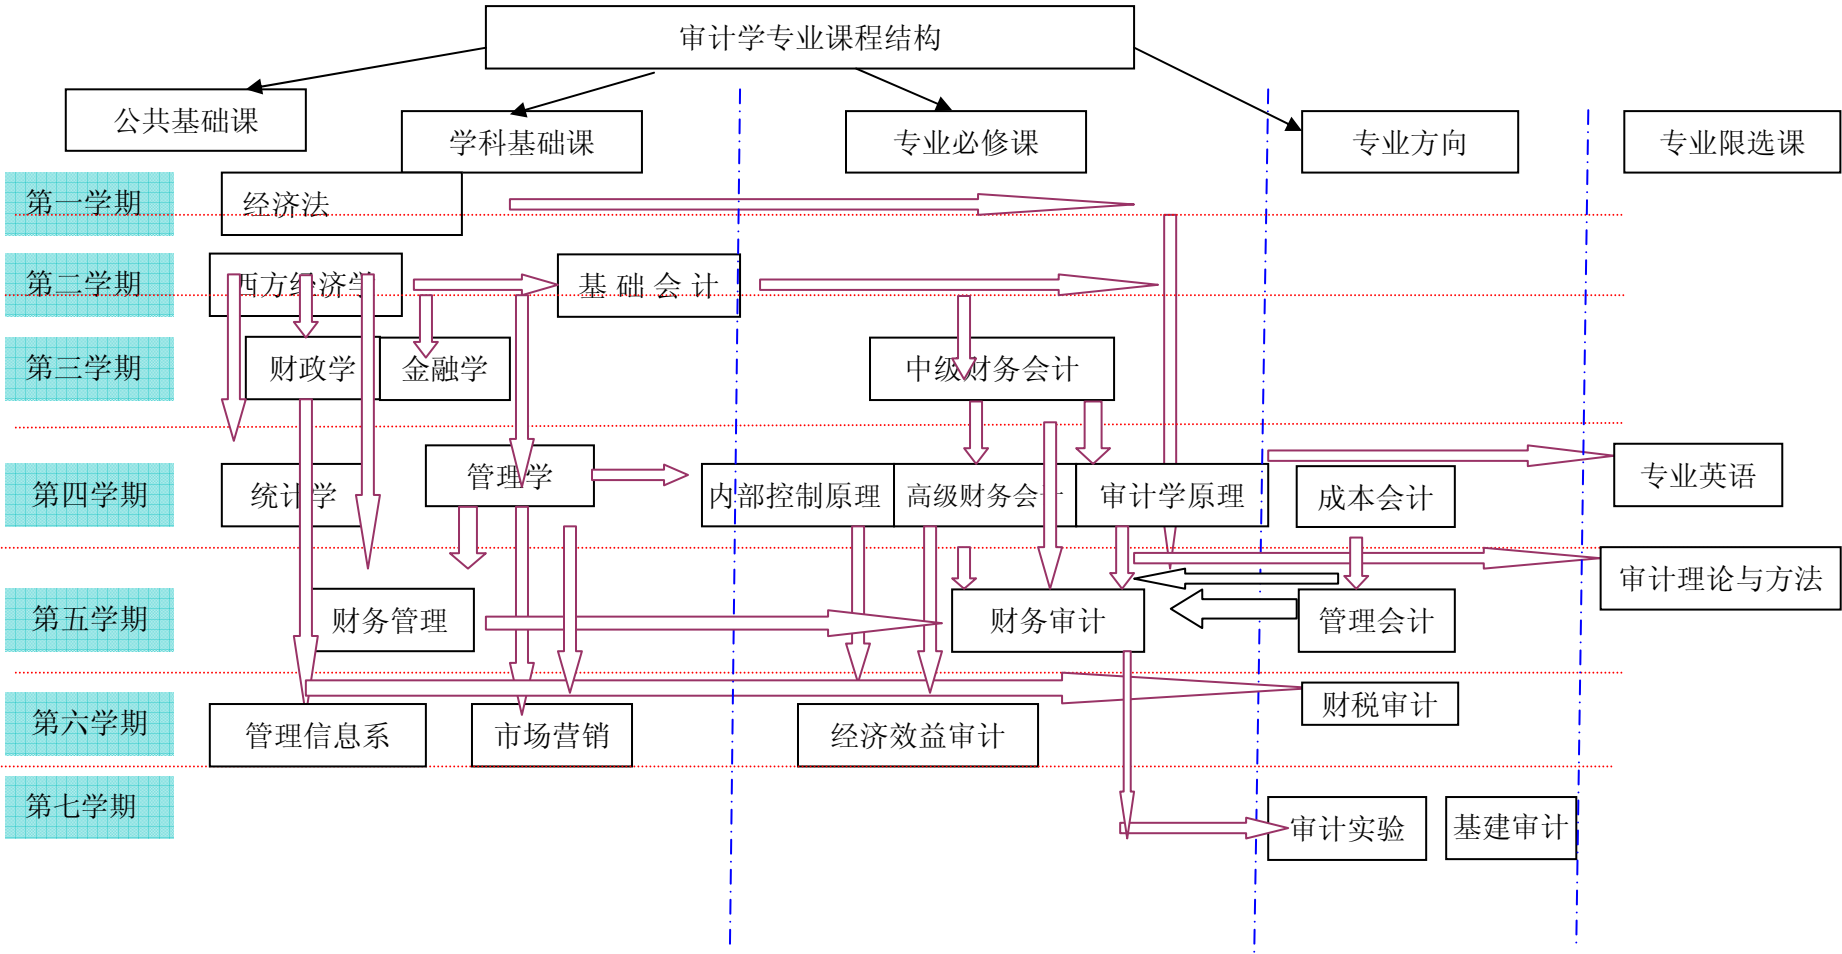 审计学专业课程结构
公共基础课
学科基础课
专业必修课
专业方向
专业限选课
第一学期
经济法
第二学期
西方经济学
基 础 会 计
第三学期
财政学
金融学
中级财务会计
第四学期
统计学
管理学
内部控制原理
高级财务会计
审计学原理
成本会计
专业英语
第五学期
财务管理
财务审计
管理会计
审计理论与方法
第六学期
管理信息系
市场营销
经济效益审计
财税审计
第七学期
审计实验
基建审计